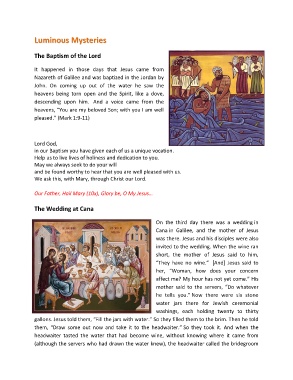 Luminous Mysteries
The Baptism of the Lord
It happened in those days that Jesus came from
Nazareth of Galilee and was baptized in the Jordan by
John. On coming up out of the water he saw the
heavens being torn open and the Spirit, like a dove,
descending upon him. And a voice came from the
heavens, "You are my beloved Son; with you I am well
pleased." (Mark 1:9-11)
Lord God,
in our Baptism you have given each of us a unique vocation.
Help us to live lives of holiness and dedication to you.
May we always seek to do your will
and be found worthy to hear that you are well pleased with us.
We ask this, with Mary, through Christ our Lord.
Our Father, Hail Mary (10x), Glory be, O My Jesus...
The Wedding at Cana
On the third day there was a wedding in
Cana in Galilee, and the mother of Jesus
was there. Jesus and his disciples were also
invited to the wedding. When the wine ran
short, the mother of Jesus said to him,
"They have no wine." [And] Jesus said to
her, "Woman, how does your concern
affect me? My hour has not yet come." His
mother said to the servers, "Do whatever
he tells you." Now there were six stone
water jars there for Jewish ceremonial
washings, each holding twenty to thirty
gallons. Jesus told them, "Fill the jars with water." So they filled them to the brim. Then he told
them, "Draw some out now and take it to the headwaiter." So they took it. And when the
headwaiter tasted the water that had become wine, without knowing where it came from
(although the servers who had drawn the water knew), the headwaiter called the bridegroom